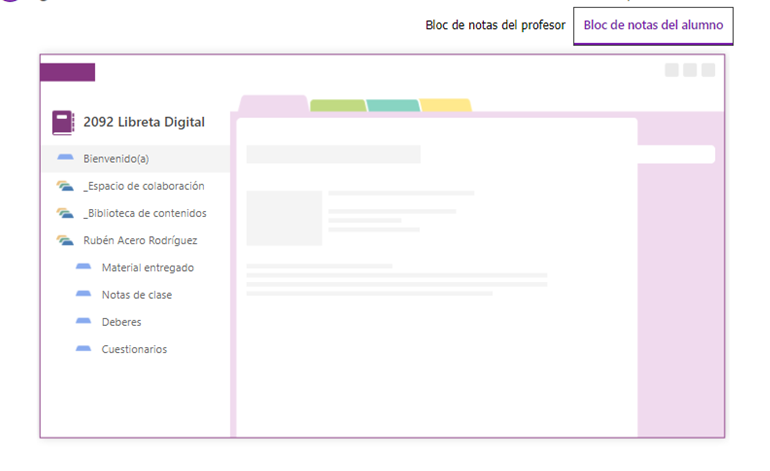 Bloc de notas del profesor
Bloc de notas del alumno
2092 Libreta Digital
Bienvenido(a)
_Espacio de colaboración
_Biblioteca de contenidos
Rubén Acero Rodríguez
Material entregado
Notas de clase
Deberes
Cuestionarios